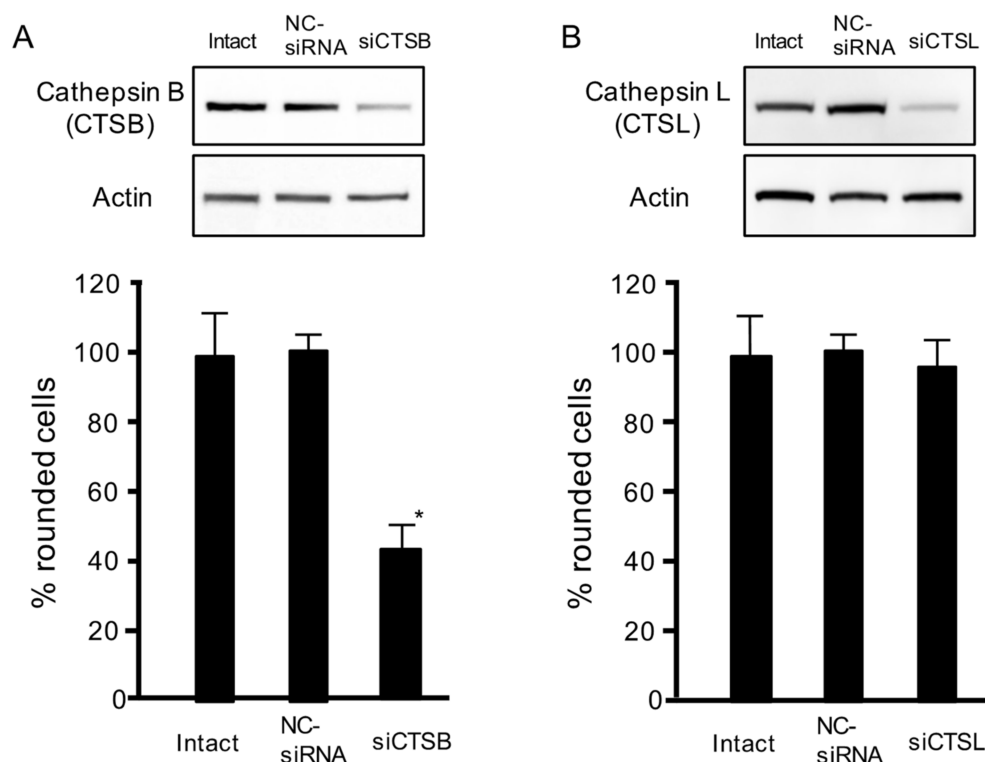 A
Intact
NC-
siRNA
siCTSB
Cathepsin B
(CTSB)
Actin
120
100
80
60
40
20
0
% rounded cells
*
Intact
NC-
siRNA
siCTSB
B
Intact
NC-
siRNA
siCTSL
Cathepsin L
(CTSL)
Actin
120
100
80
60
40
20
0
% rounded cells
Intact
NC-
siRNA
siCTSL